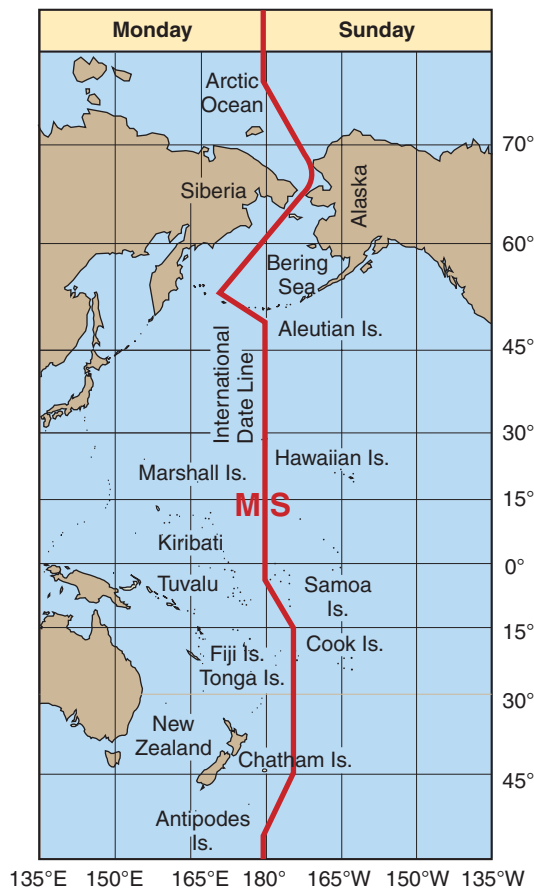 Monday Sunday
Arctic
Ocean
70°
Siberia
Alaska
60°
Bering
Sea
Aleutian Is.
45°
International
Date Line
30°
Hawaiian Is.
Marshall Is.
15°
M S
Kiribati
0°
Tuvalu
Samoa
Is.
15°
Cook Is.
Fiji Is.
Tonga Is.
30°
New
Zealand
Chatham Is.
45°
Antipodes
Is.
135°E 150°E 165°E 180° 165°W 150°W 135°W